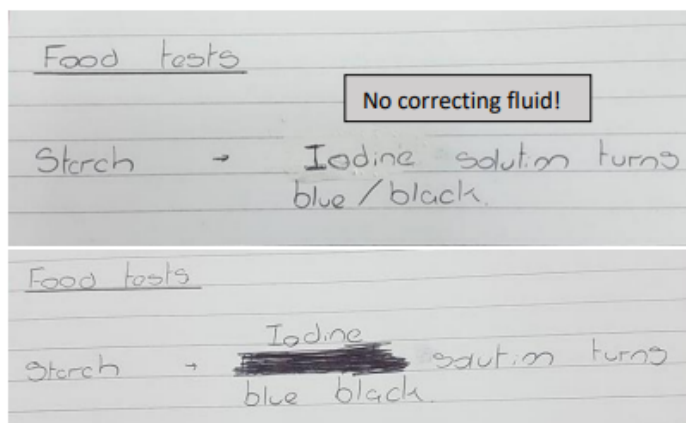 Food tests
No correcting fluid!
Starch → Iodine solution turns
blue / black.
Food tests
Iodine
Starch → solution turns
blue black.